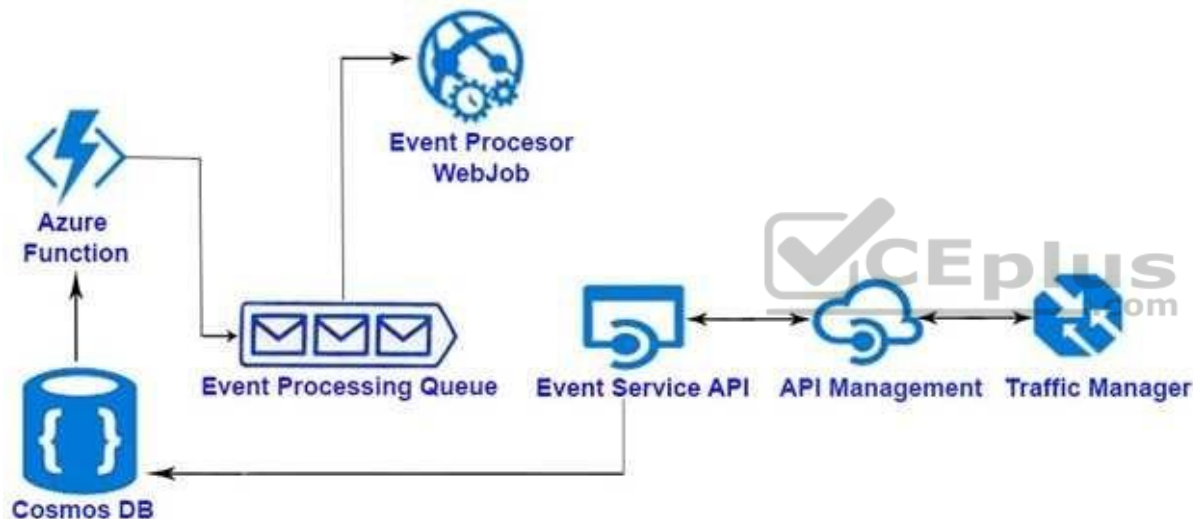 Event Procesor
WebJob
Azure
Function
CEplus
.com
Event Processing Queue
Event Service API
API Management
Traffic Manager
{ }
Cosmos DB